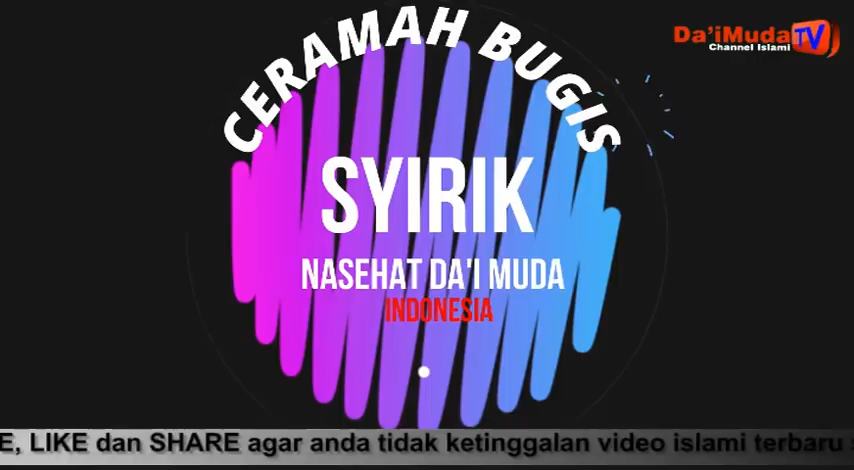 CERAMAH BUGIS
Da'iMuda TV
Channel Islami
SYIRIK
NASEHAT DA'I MUDA
INDONESIA
E, LIKE dan SHARE agar anda tidak ketinggalan video islami terbaru s